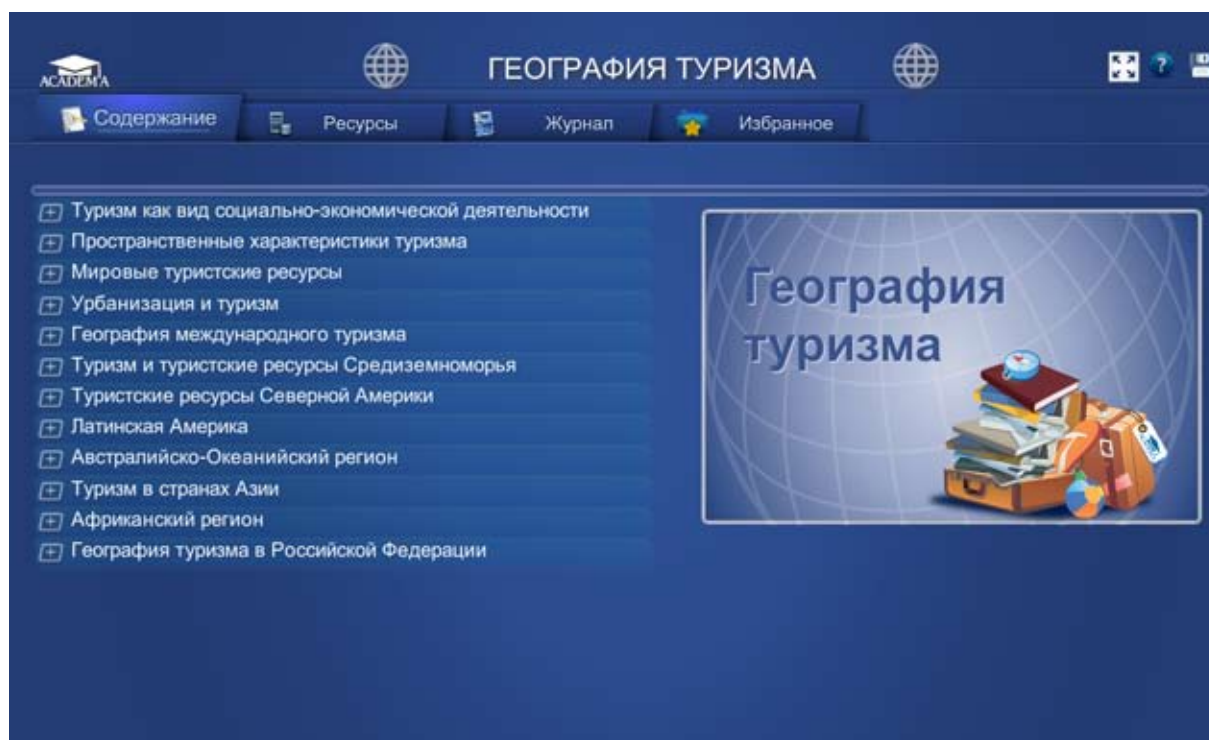 ACADEMA
ГЕОГРАФИЯ ТУРИЗМА
Содержание
Ресурсы
Журнал
Избранное
Туризм как вид социально-экономической деятельности
Пространственные характеристики туризма
Мировые туристские ресурсы
Урбанизация и туризм
География международного туризма
Туризм и туристские ресурсы Средиземноморья
Туристские ресурсы Северной Америки
Латинская Америка
Австралийско-Океанийский регион
Туризм в странах Азии
Африканский регион
География туризма в Российской Федерации
География
туризма